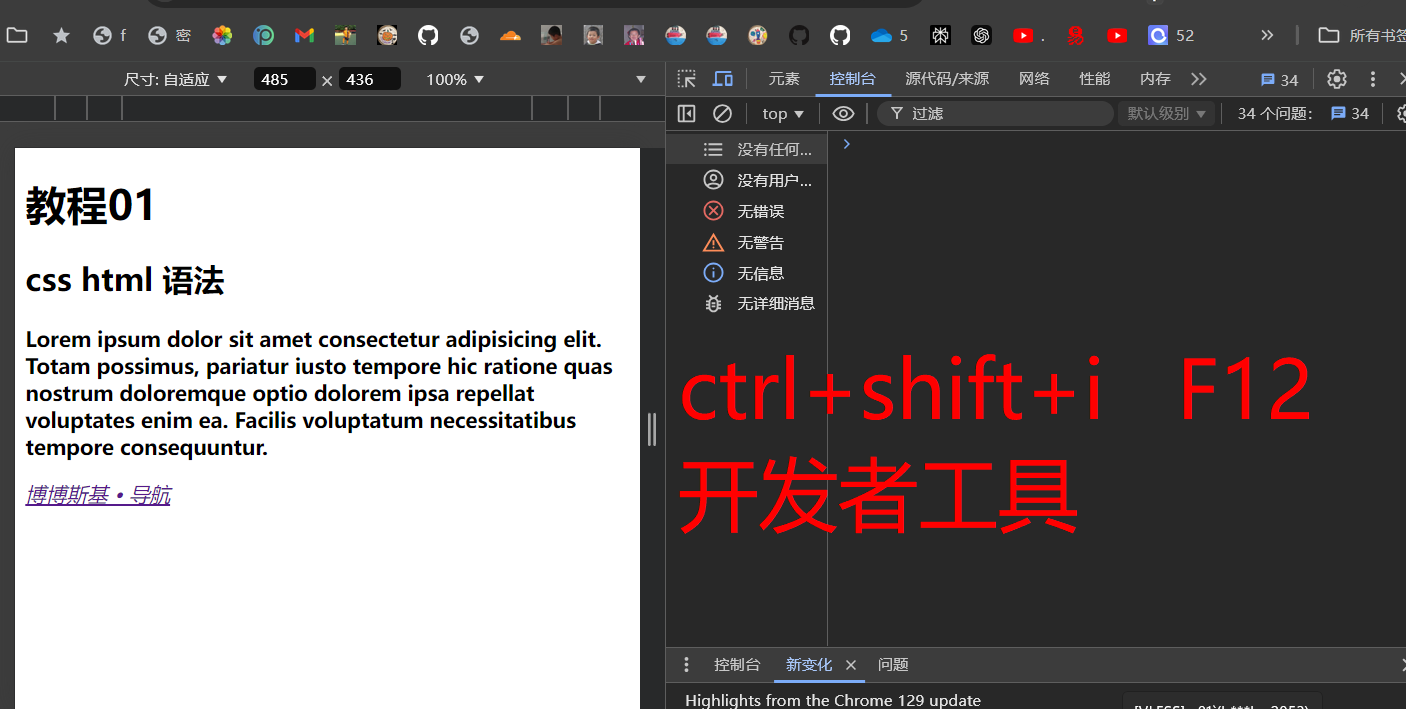 f 密 5 . 52 所有书签
尺寸: 自适应 485 × 436 100%
元素 控制台 源代码/来源 网络 性能 内存 34
top 过滤 默认级别 34 个问题: 34
没有任何...
没有用户...
无错误
无警告
无信息
无详细消息
教程01
css html 语法
Lorem ipsum dolor sit amet consectetur adipisicing elit.
Totam possimus, pariatur iusto tempore hic ratione quas
nostrum doloremque optio dolorem ipsa repellat
voluptates enim ea. Facilis voluptatum necessitatibus
tempore consequuntur.
博博斯基 • 导航
ctrl+shift+i F12
开发者工具
控制台 新变化 × 问题
Highlights from the Chrome 129 update